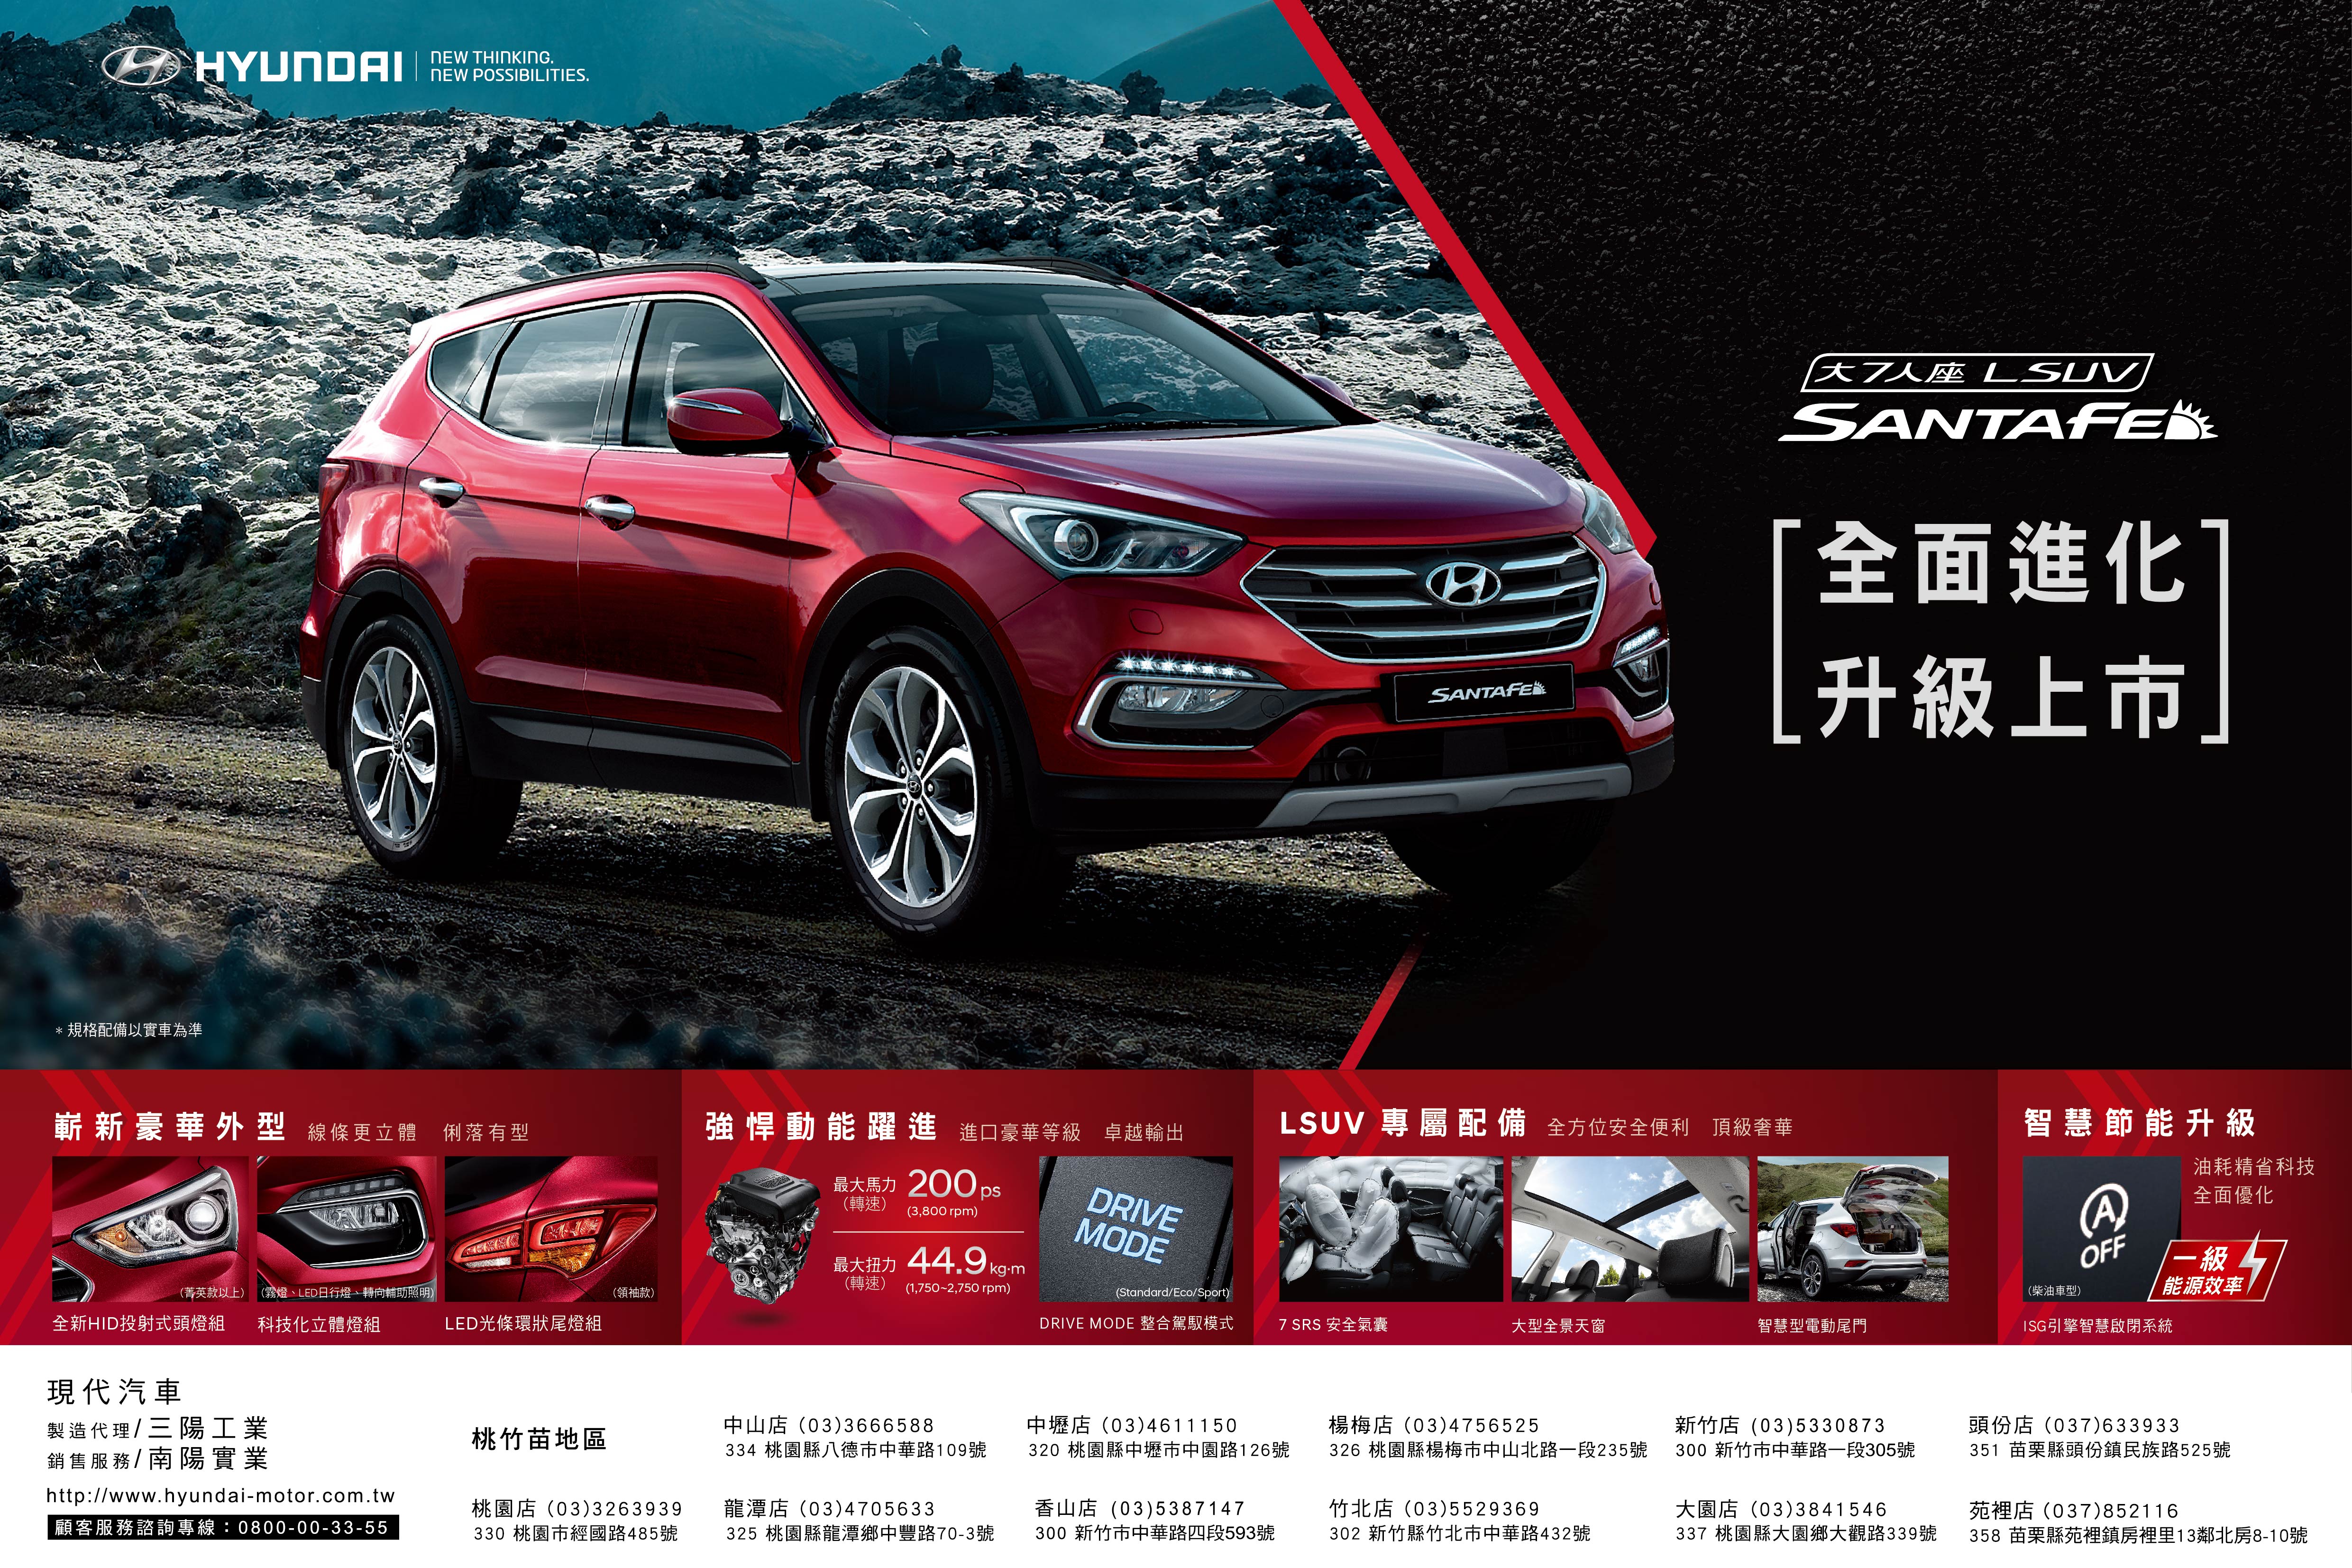 HYUNDAI
NEW THINKING.
NEW POSSIBILITIES.
大7人座 LSUV
SANTAFE
全面進化
升級上市
SANTAFE
*規格配備以實車為準
嶄新豪華外型 線條更立體 俐落有型
(菁英款以上)
(霧燈、LED日行燈、轉向輔助照明)
(領袖款)
全新HID投射式頭燈組
科技化立體燈組
LED光條環狀尾燈組
強悍動能躍進 進口豪華等級 卓越輸出
最大馬力 200 ps
(轉速) (3,800 rpm)
最大扭力 44.9 kg·m
(轉速) (1,750~2,750 rpm)
DRIVE
MODE
(Standard/Eco/Sport)
DRIVE MODE 整合駕馭模式
LSUV 專屬配備 全方位安全便利 頂級奢華
7 SRS 安全氣囊
大型全景天窗
智慧型電動尾門
智慧節能升級
油耗精省科技
全面優化
A
OFF
(柴油車型)
一級
能源效率
ISG引擎智慧啟閉系統
現代汽車
製造代理/三陽工業
銷售服務/南陽實業
http://www.hyundai-motor.com.tw
顧客服務諮詢專線：0800-00-33-55
桃竹苗地區
中山店 (03)3666588
334 桃園縣八德市中華路109號
中壢店 (03)4611150
320 桃園縣中壢市中園路126號
楊梅店 (03)4756525
326 桃園縣楊梅市中山北路一段235號
新竹店 (03)5330873
300 新竹市中華路一段305號
頭份店 (037)633933
351 苗栗縣頭份鎮民族路525號
桃園店 (03)3263939
330 桃園市經國路485號
龍潭店 (03)4705633
325 桃園縣龍潭鄉中豐路70-3號
香山店 (03)5387147
300 新竹市中華路四段593號
竹北店 (03)5529369
302 新竹縣竹北市中華路432號
大園店 (03)3841546
337 桃園縣大園鄉大觀路339號
苑裡店 (037)852116
358 苗栗縣苑裡鎮房裡里13鄰北房8-10號